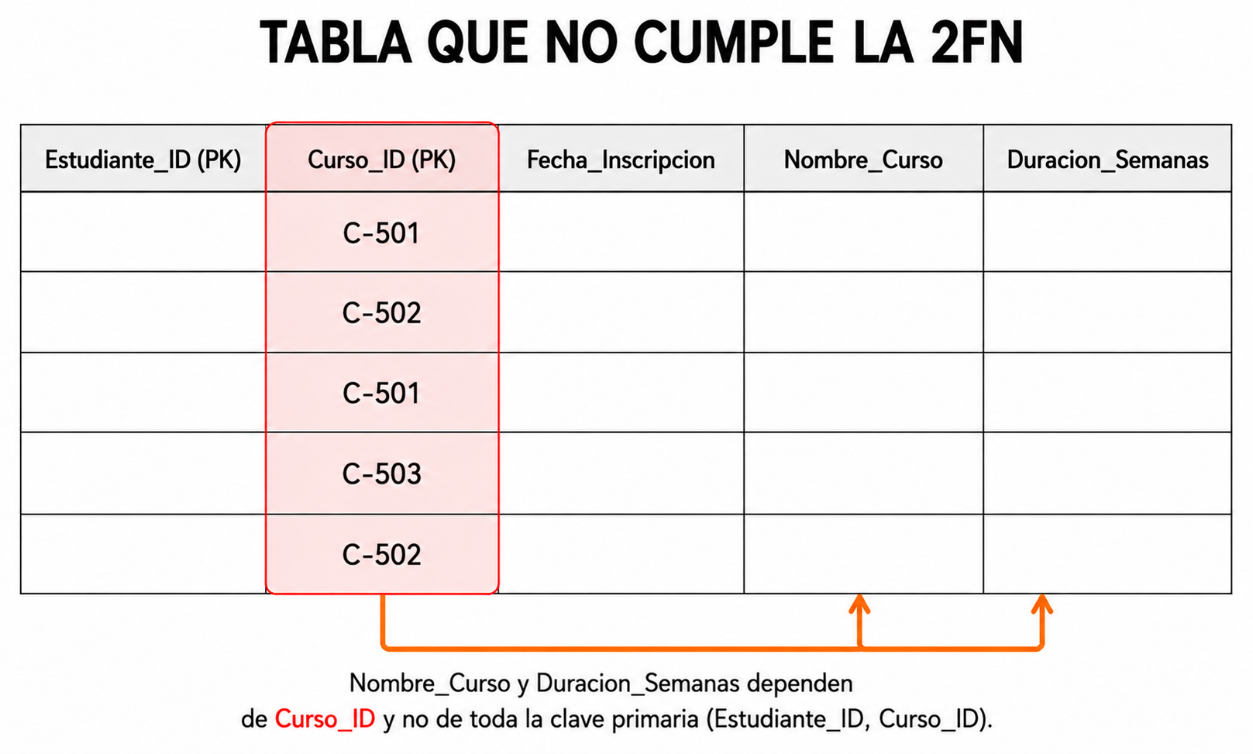 TABLA QUE NO CUMPLE LA 2FN
Estudiante_ID (PK) Curso_ID (PK) Fecha_Inscripcion Nombre_Curso Duracion_Semanas
C-501
C-502
C-501
C-503
C-502
Nombre_Curso y Duracion_Semanas dependen
de Curso_ID y no de toda la clave primaria (Estudiante_ID, Curso_ID).